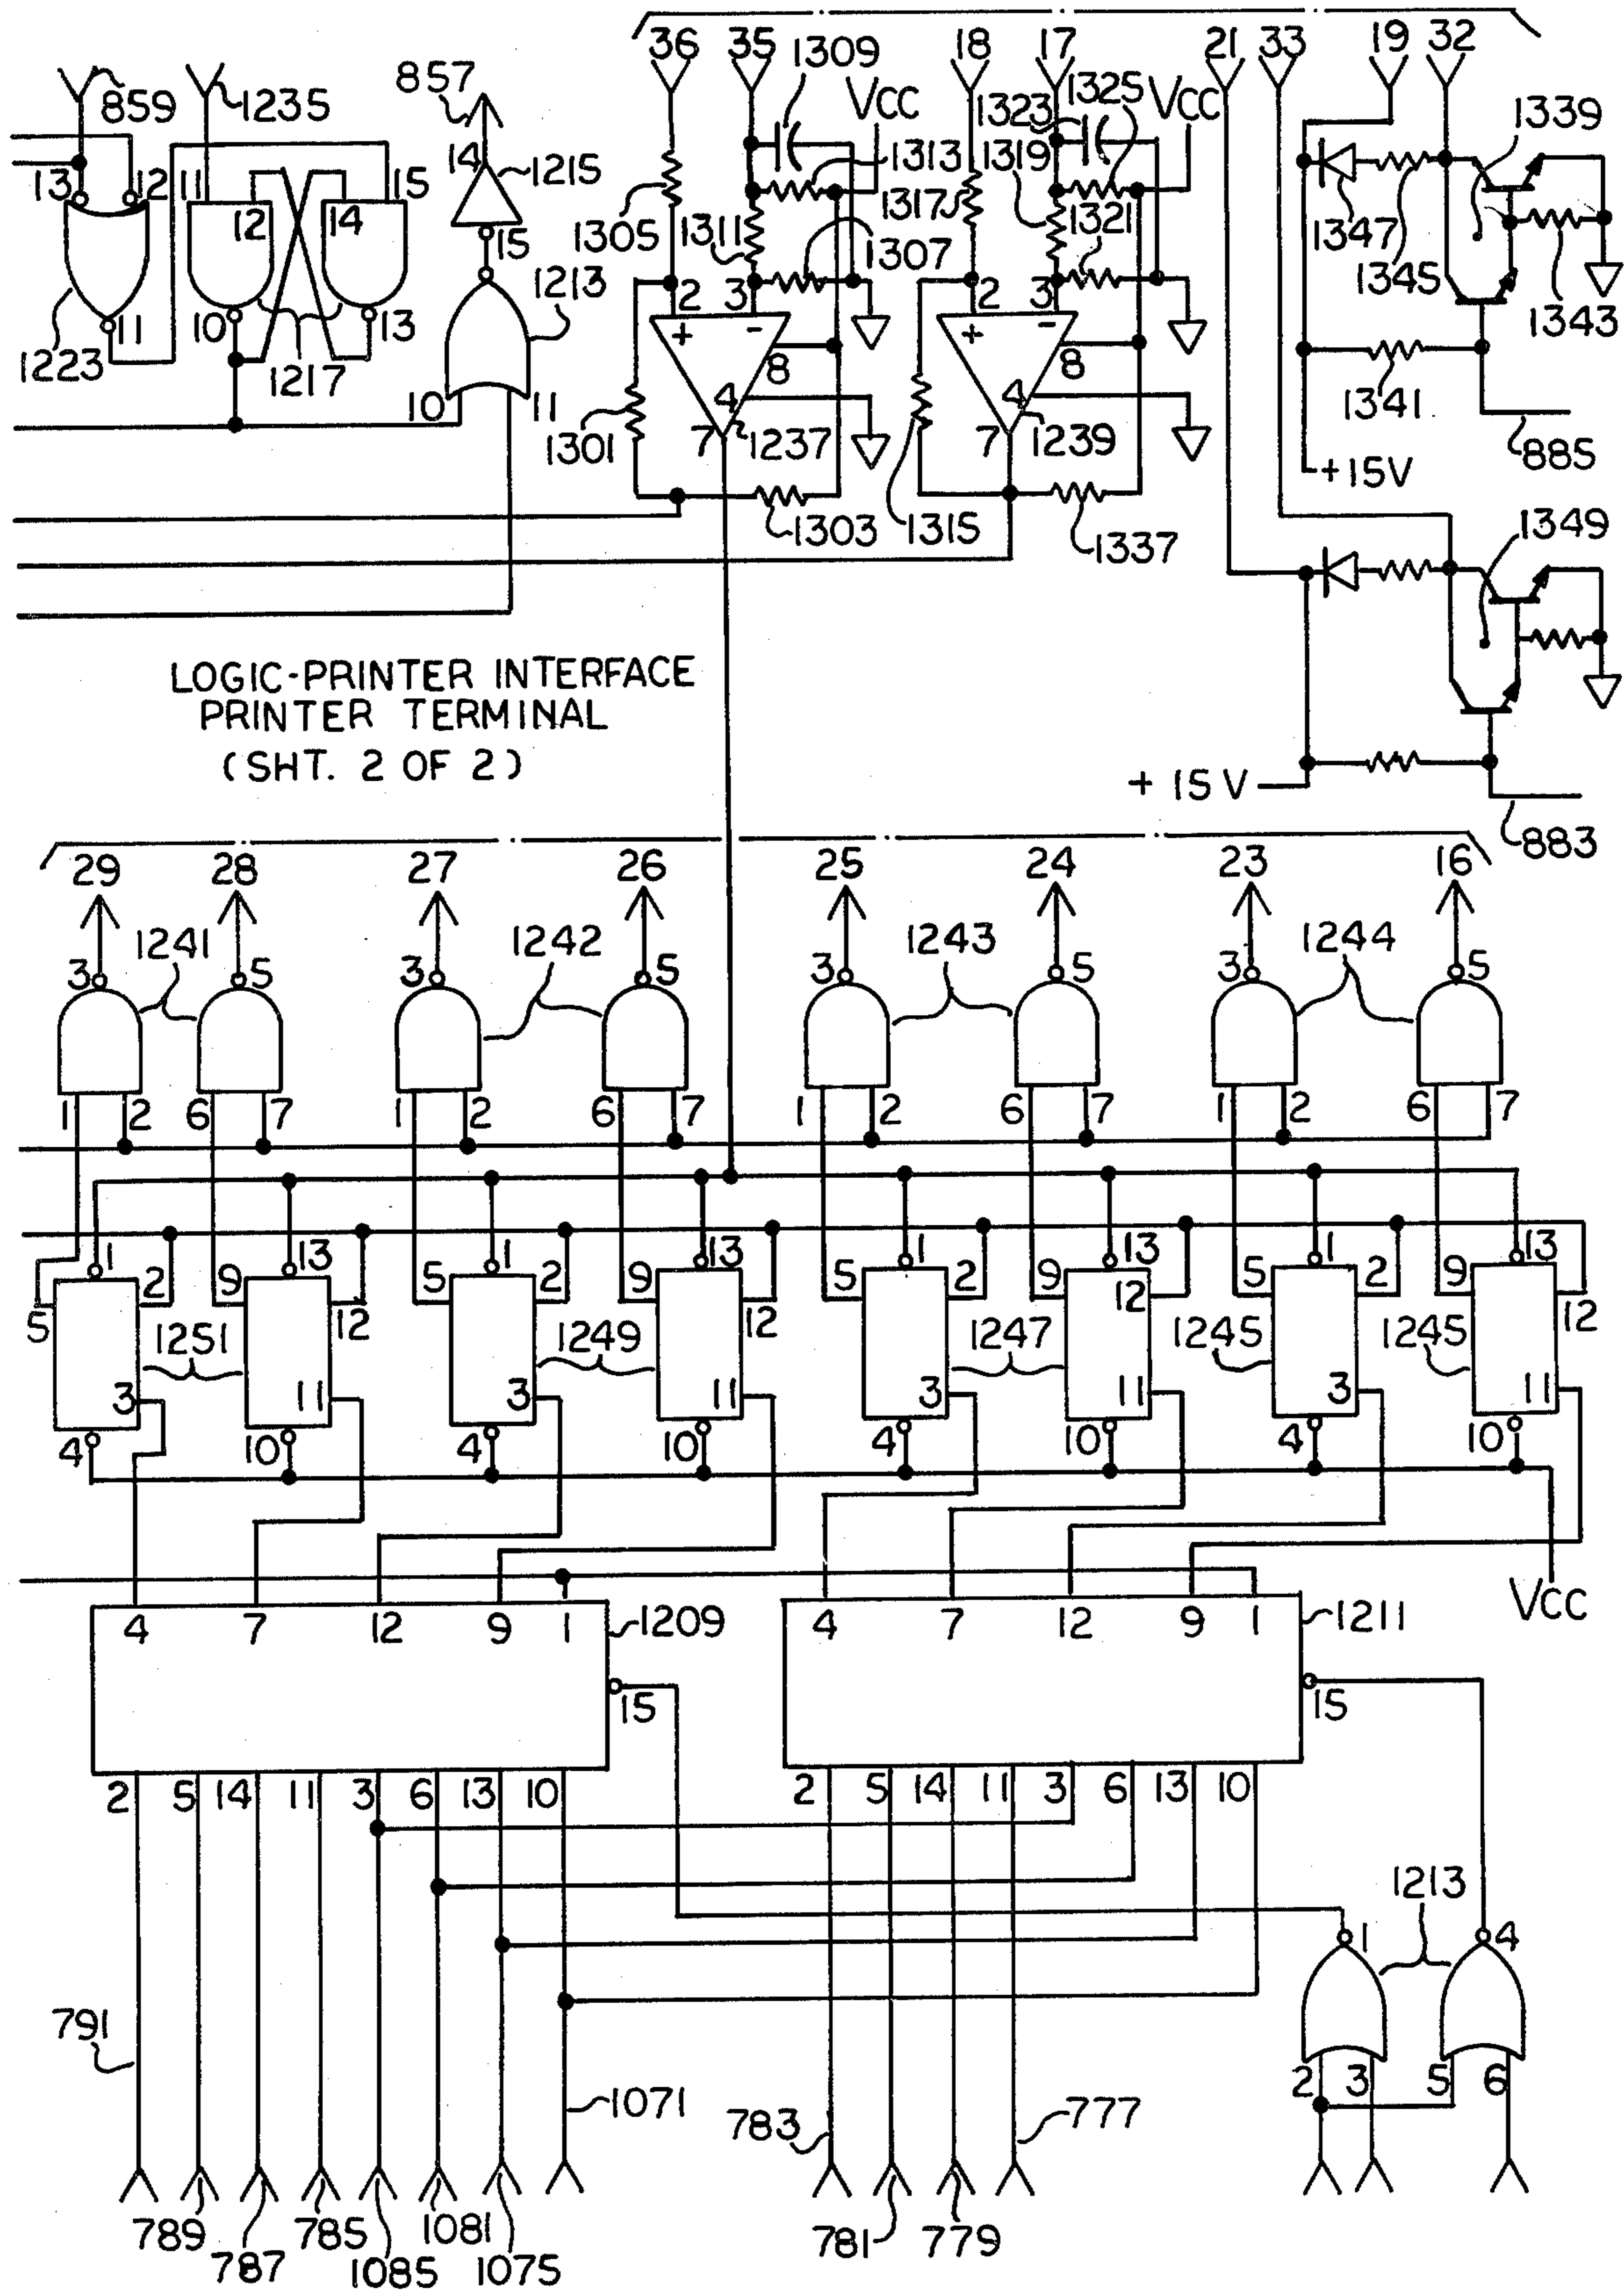 36 35 1309 18 17 21 33 19 32
859 1235 857 VCC 1323 1325 VCC 1339
13 12 11 12 14 15 14 1215 1305 1313 1317 1319 1347 1345
15 1311 1307 1321 1343
1223 11 10 1217 13 1213 2 3 2 3
+ - + -
10 11 8 4 8 4 1341
1301 7 1237 7 1239 885
+15V
1303 1315 1337 1349
LOGIC-PRINTER INTERFACE
PRINTER TERMINAL
(SHT. 2 OF 2)
+ 15 V
883
29 28 27 26 25 24 23 16
1241 1242 1243 1244
3 5 3 5 3 5 3 5
1 2 6 7 1 2 6 7 1 2 6 7 1 2 6 7
1 13 1 13 1 13 1 13
5 2 9 12 5 2 9 12 5 2 9 12 5 2 9 12
1251 1249 1247 1245 1245
3 11 3 11 3 11 3 11
4 10 4 10 4 10 4 10
VCC
4 7 12 9 1 1209 4 7 12 9 1 1211
15 15
2 5 14 11 3 6 13 10 2 5 14 11 3 6 13 10
1213
1 4
791 2 3 5 6
1071 783 777
789 787 785 1085 1081 1075 781 779